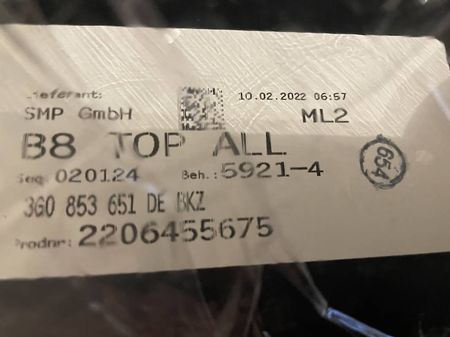 Lieferant: 10.02.2022 06:57
SMP GmbH ML2
B8 TOP ALL
Seq: 020124 Beh.: 5921-4
654
3G0 853 651 DE BKZ
Prodnr: 2206455675